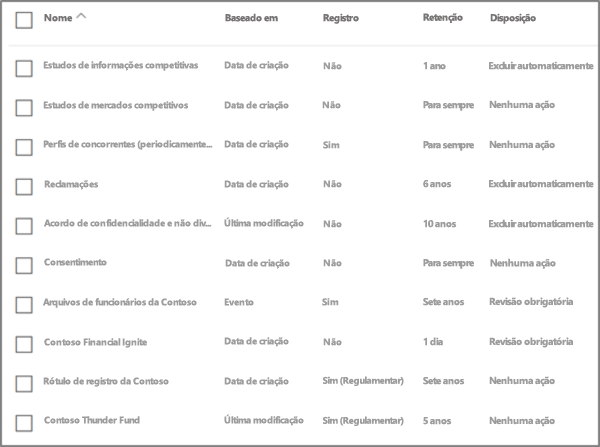 Nome Baseado em Registro Retenção Disposição
Estudos de informações competitivas Data de criação Não 1 ano Excluir automaticamente
Estudos de mercados competitivos Data de criação Não Para sempre Nenhuma ação
Perfis de concorrentes (periodicamente... Data de criação Sim Para sempre Nenhuma ação
Reclamações Data de criação Não 6 anos Excluir automaticamente
Acordo de confidencialidade e não div... Última modificação Não 10 anos Excluir automaticamente
Consentimento Data de criação Não Para sempre Nenhuma ação
Arquivos de funcionários da Contoso Evento Sim Sete anos Revisão obrigatória
Contoso Financial Ignite Data de criação Não 1 dia Revisão obrigatória
Rótulo de registro da Contoso Data de criação Sim (Regulamentar) Sete anos Nenhuma ação
Contoso Thunder Fund Última modificação Sim (Regulamentar) 5 anos Nenhuma ação